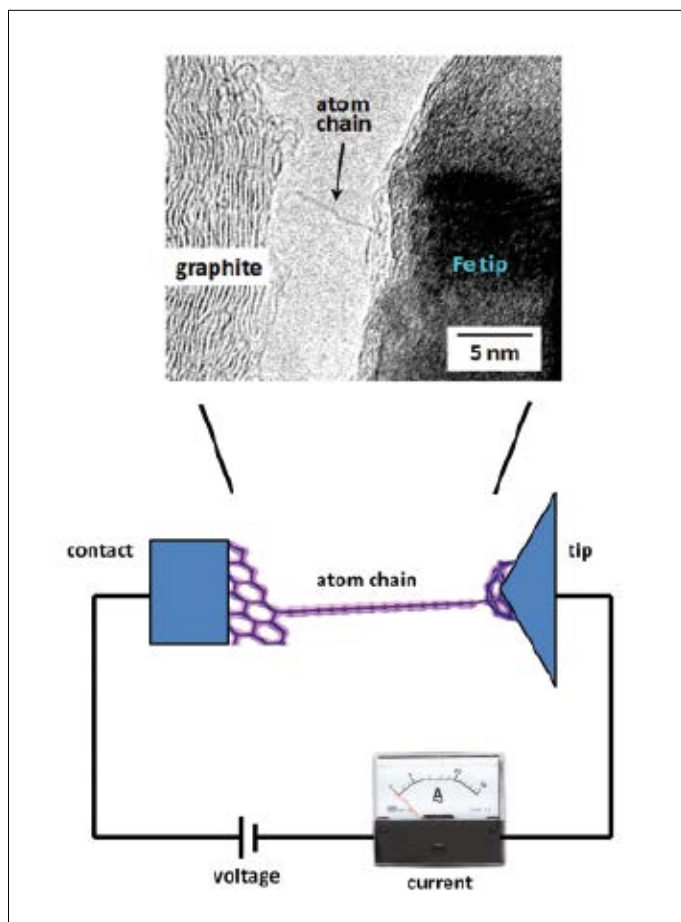 atom
chain
graphite
Fe tip
5 nm
contact
tip
atom chain
A
voltage
current